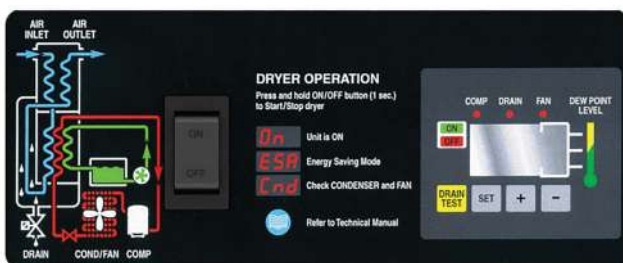 AIR INLET
AIR OUTLET
DRAIN
COND/FAN
COMP
ON
OFF
DRYER OPERATION
Press and hold ON/OFF button (1 sec.)
to Start/Stop dryer
On Unit is ON
ESA Energy Saving Mode
Cnd Check CONDENSER and FAN
Refer to Technical Manual
COMP DRAIN FAN
DEW POINT
LEVEL
ON
OFF
DRAIN
TEST
SET
+
-